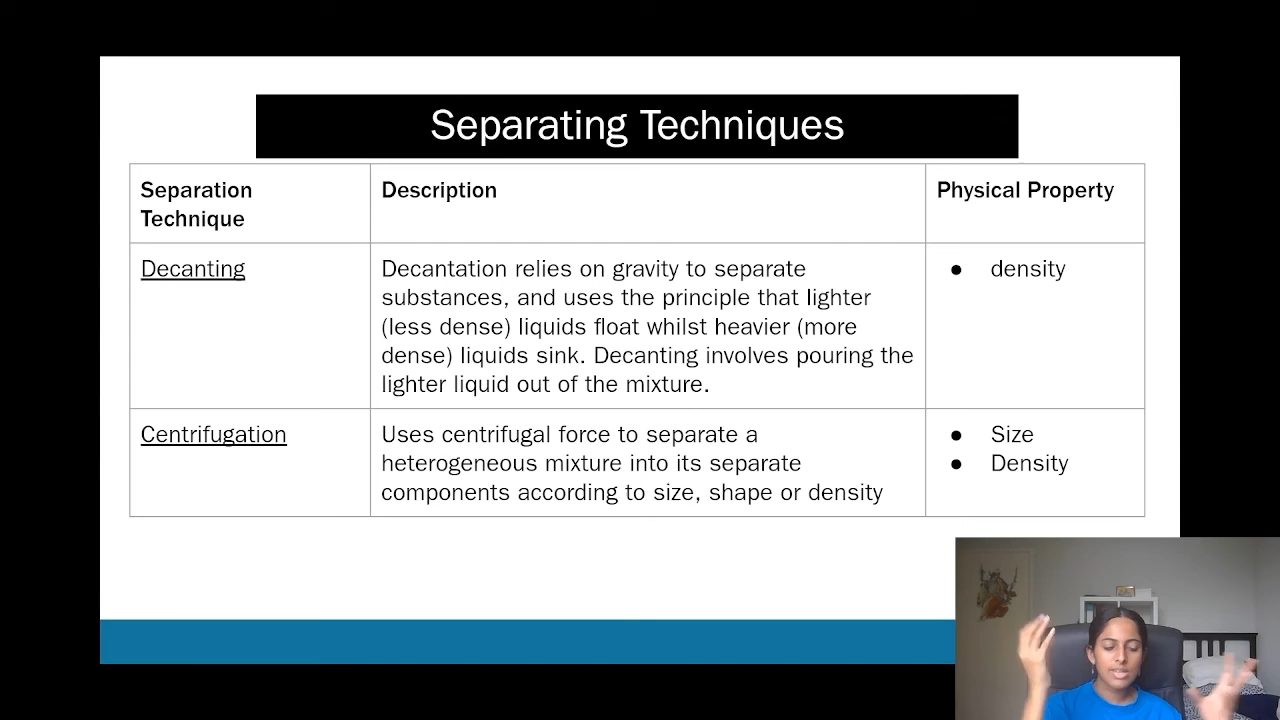 Separating Techniques
Separation
Technique
Description
Physical Property
Decanting
Decantation relies on gravity to separate
substances, and uses the principle that lighter
(less dense) liquids float whilst heavier (more
dense) liquids sink. Decanting involves pouring the
lighter liquid out of the mixture.
● density
Centrifugation
Uses centrifugal force to separate a
heterogeneous mixture into its separate
components according to size, shape or density
● Size
● Density